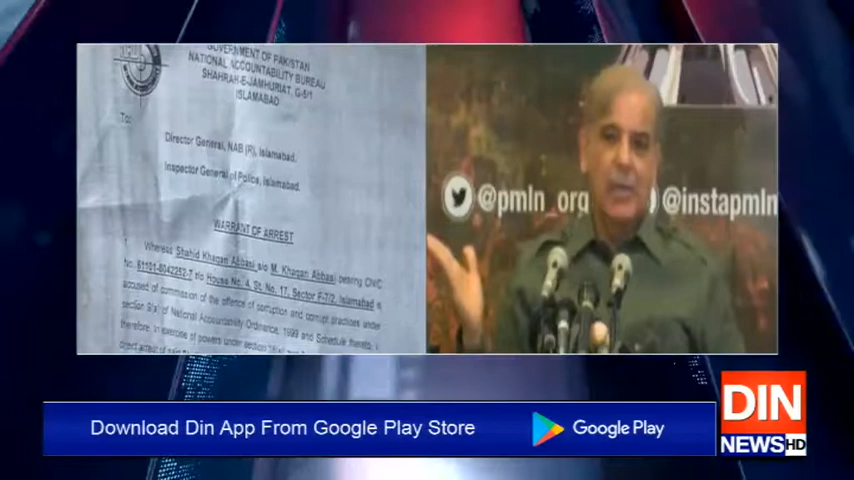 GOVERNMENT OF PAKISTAN
NATIONAL ACCOUNTABILITY BUREAU
SHAHRAH-E-JAMHURIAT, G-5/1
ISLAMABAD
To:
Director General, NAB (R), Islamabad.
Inspector General of Police, Islamabad.
WARRANT OF ARREST
Whereas Shahid Khaqan Abbasi s/o M. Khaqan Abbasi bearing CNIC
No. r/o House No. 4, St. No. 17, Sector F-7/2, Islamabad is
accused of commission of the offence of corruption and corrupt practices under
section of National Accountability Ordinance, 1999 and Schedule thereto, I,
therefore, in exercise of powers under section
direct arrest of said
@pmln_org
@instapmln
Download Din App From Google Play Store
Google Play
DIN
NEWS HD